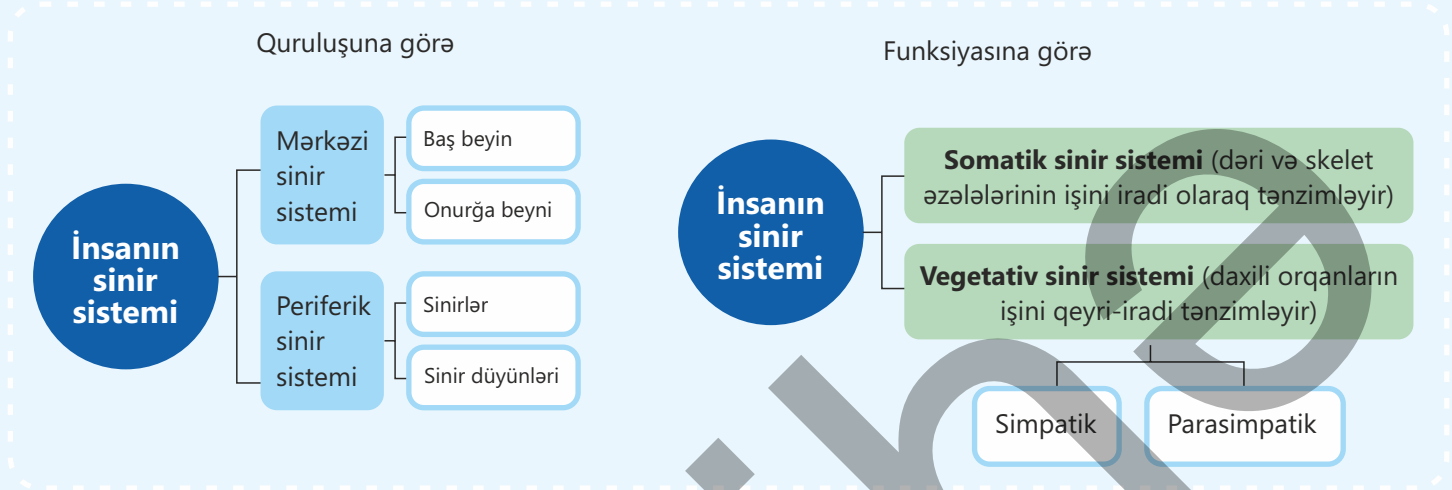 Quruluşuna görə
İnsanın
sinir
sistemi
Mərkəzi
sinir
sistemi
Baş beyin
Onurğa beyni
Periferik
sinir
sistemi
Sinirlər
Sinir düyünləri
Funksiyasına görə
İnsanın
sinir
sistemi
Somatik sinir sistemi (dəri və skelet
əzələlərinin işini iradi olaraq tənzimləyir)
Vegetativ sinir sistemi (daxili orqanların
işini qeyri-iradi tənzimləyir)
Simpatik
Parasimpatik